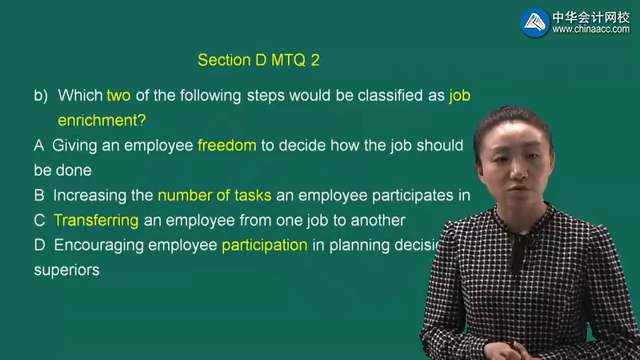 中华会计网校
www.chinaacc.com
Section D MTQ 2
b) Which two of the following steps would be classified as job
enrichment?
A Giving an employee freedom to decide how the job should
be done
B Increasing the number of tasks an employee participates in
C Transferring an employee from one job to another
D Encouraging employee participation in planning
superiors